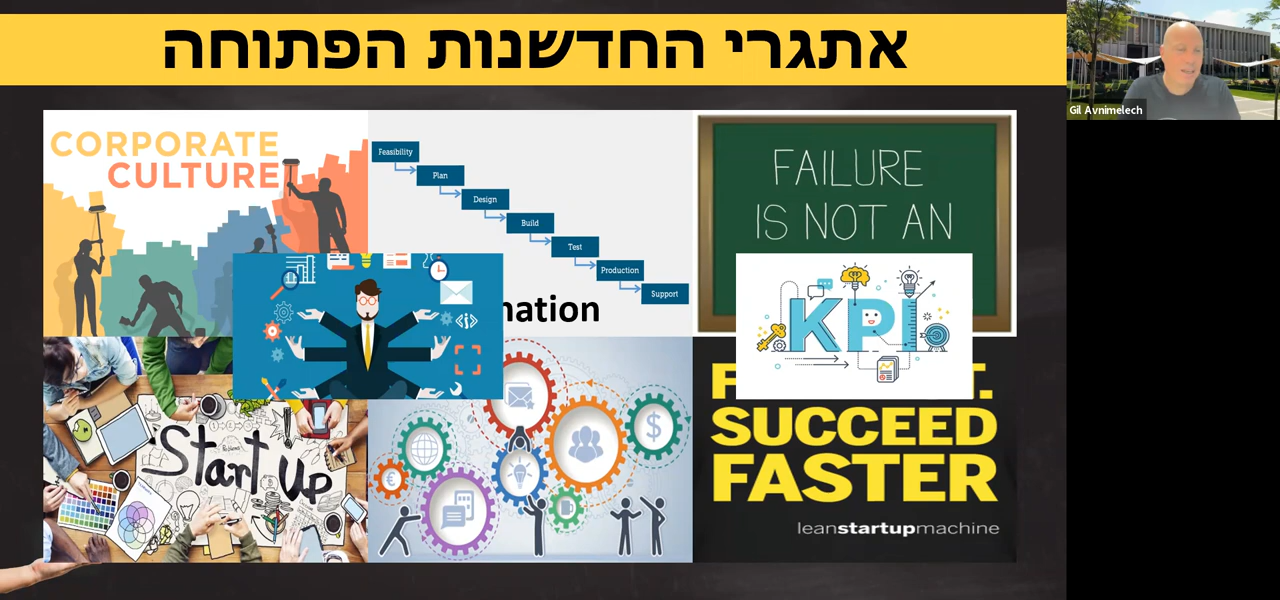 אתגרי החדשנות הפתוחה
Gil Avnimelech
CORPORATE
CULTURE
Feasibility
Plan
Design
Build
Test
Production
Support
FAILURE
IS NOT AN
KPI
Start Up
SUCCEED
FASTER
leanstartupmachine